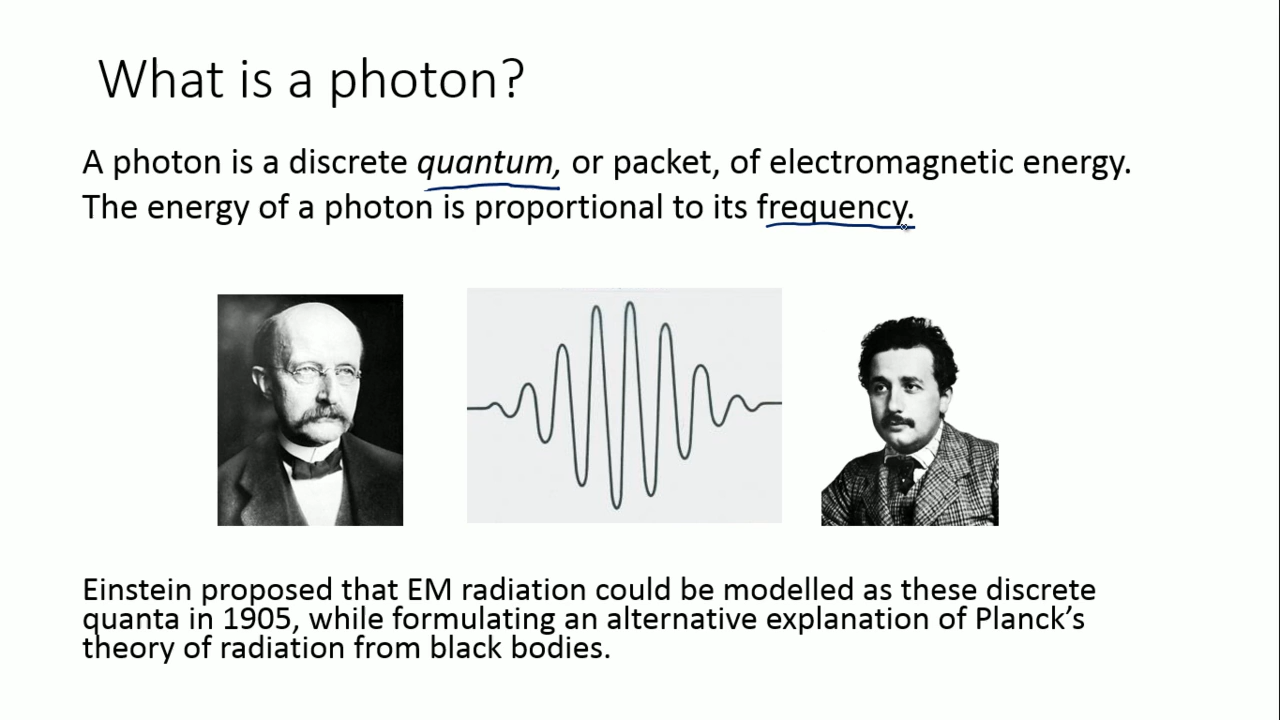 What is a photon?
A photon is a discrete quantum, or packet, of electromagnetic energy.
The energy of a photon is proportional to its frequency.
Einstein proposed that EM radiation could be modelled as these discrete
quanta in 1905, while formulating an alternative explanation of Planck’s
theory of radiation from black bodies.